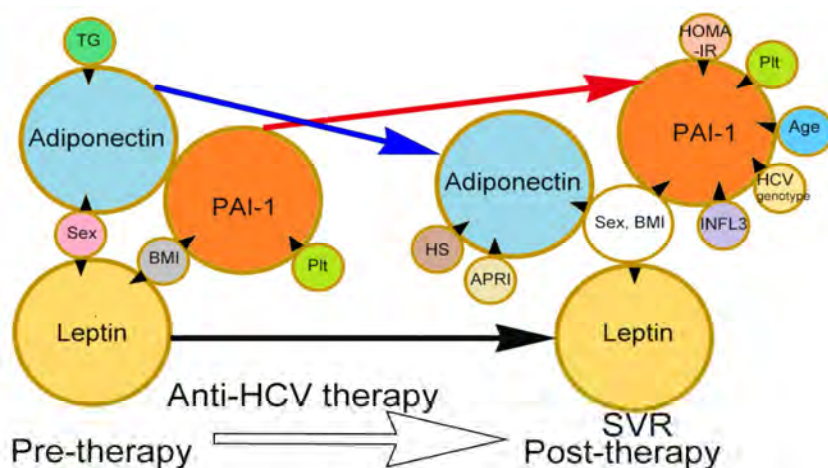 TG
Adiponectin
Sex
PAI-1
BMI
Plt
Leptin
HOMA
-IR
Plt
PAI-1
Age
HCV
genotype
INFL3
Adiponectin
Sex, BMI
HS
APRI
Leptin
Anti-HCV therapy
Pre-therapy
SVR
Post-therapy